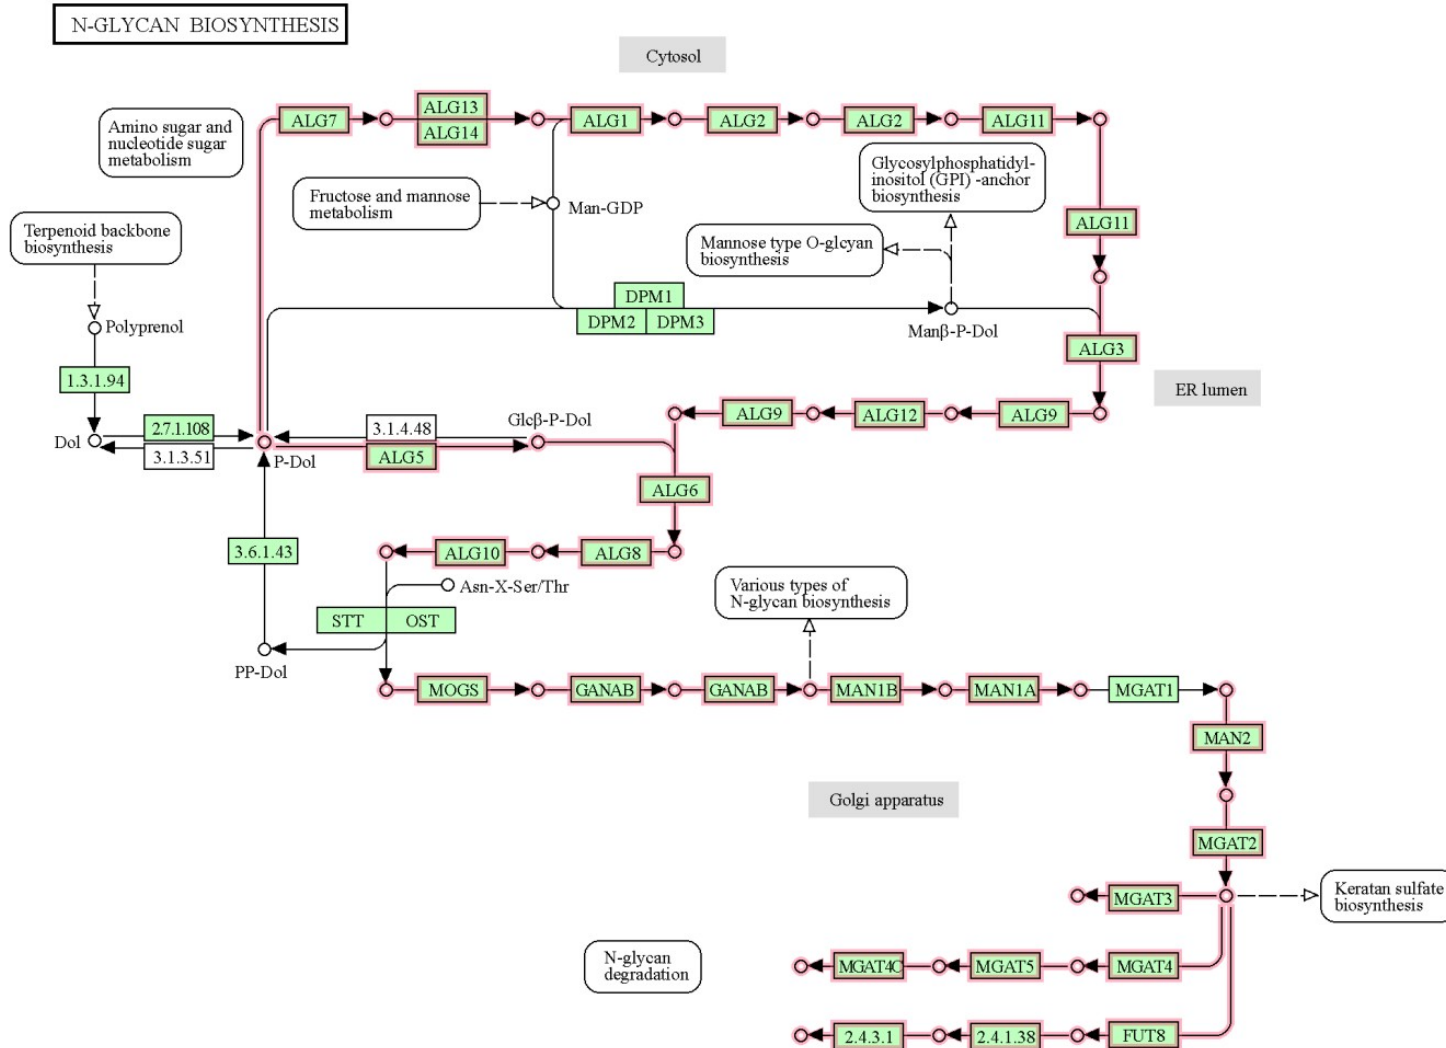 N-GLYCAN BIOSYNTHESIS
Cytosol
Amino sugar and
nucleotide sugar
metabolism
ALG7
ALG13
ALG14
ALG1
ALG2
ALG2
ALG11
Fructose and mannose
metabolism
Man-GDP
Glycosylphosphatidyl-
inositol (GPI) -anchor
biosynthesis
ALG11
Terpenoid backbone
biosynthesis
Mannose type O-glcyan
biosynthesis
DPM1
DPM2
DPM3
Manβ-P-Dol
Polyprenol
ALG3
1.3.1.94
ER lumen
ALG9
ALG12
ALG9
Dol
2.7.1.108
3.1.3.51
P-Dol
3.1.4.48
ALG5
Glcβ-P-Dol
ALG6
3.6.1.43
ALG10
ALG8
Asn-X-Ser/Thr
Various types of
N-glycan biosynthesis
STT
OST
PP-Dol
MOGS
GANAB
GANAB
MAN1B
MAN1A
MGAT1
MAN2
Golgi apparatus
MGAT2
MGAT3
Keratan sulfate
biosynthesis
N-glycan
degradation
MGAT4C
MGAT5
MGAT4
2.4.3.1
2.4.1.38
FUT8